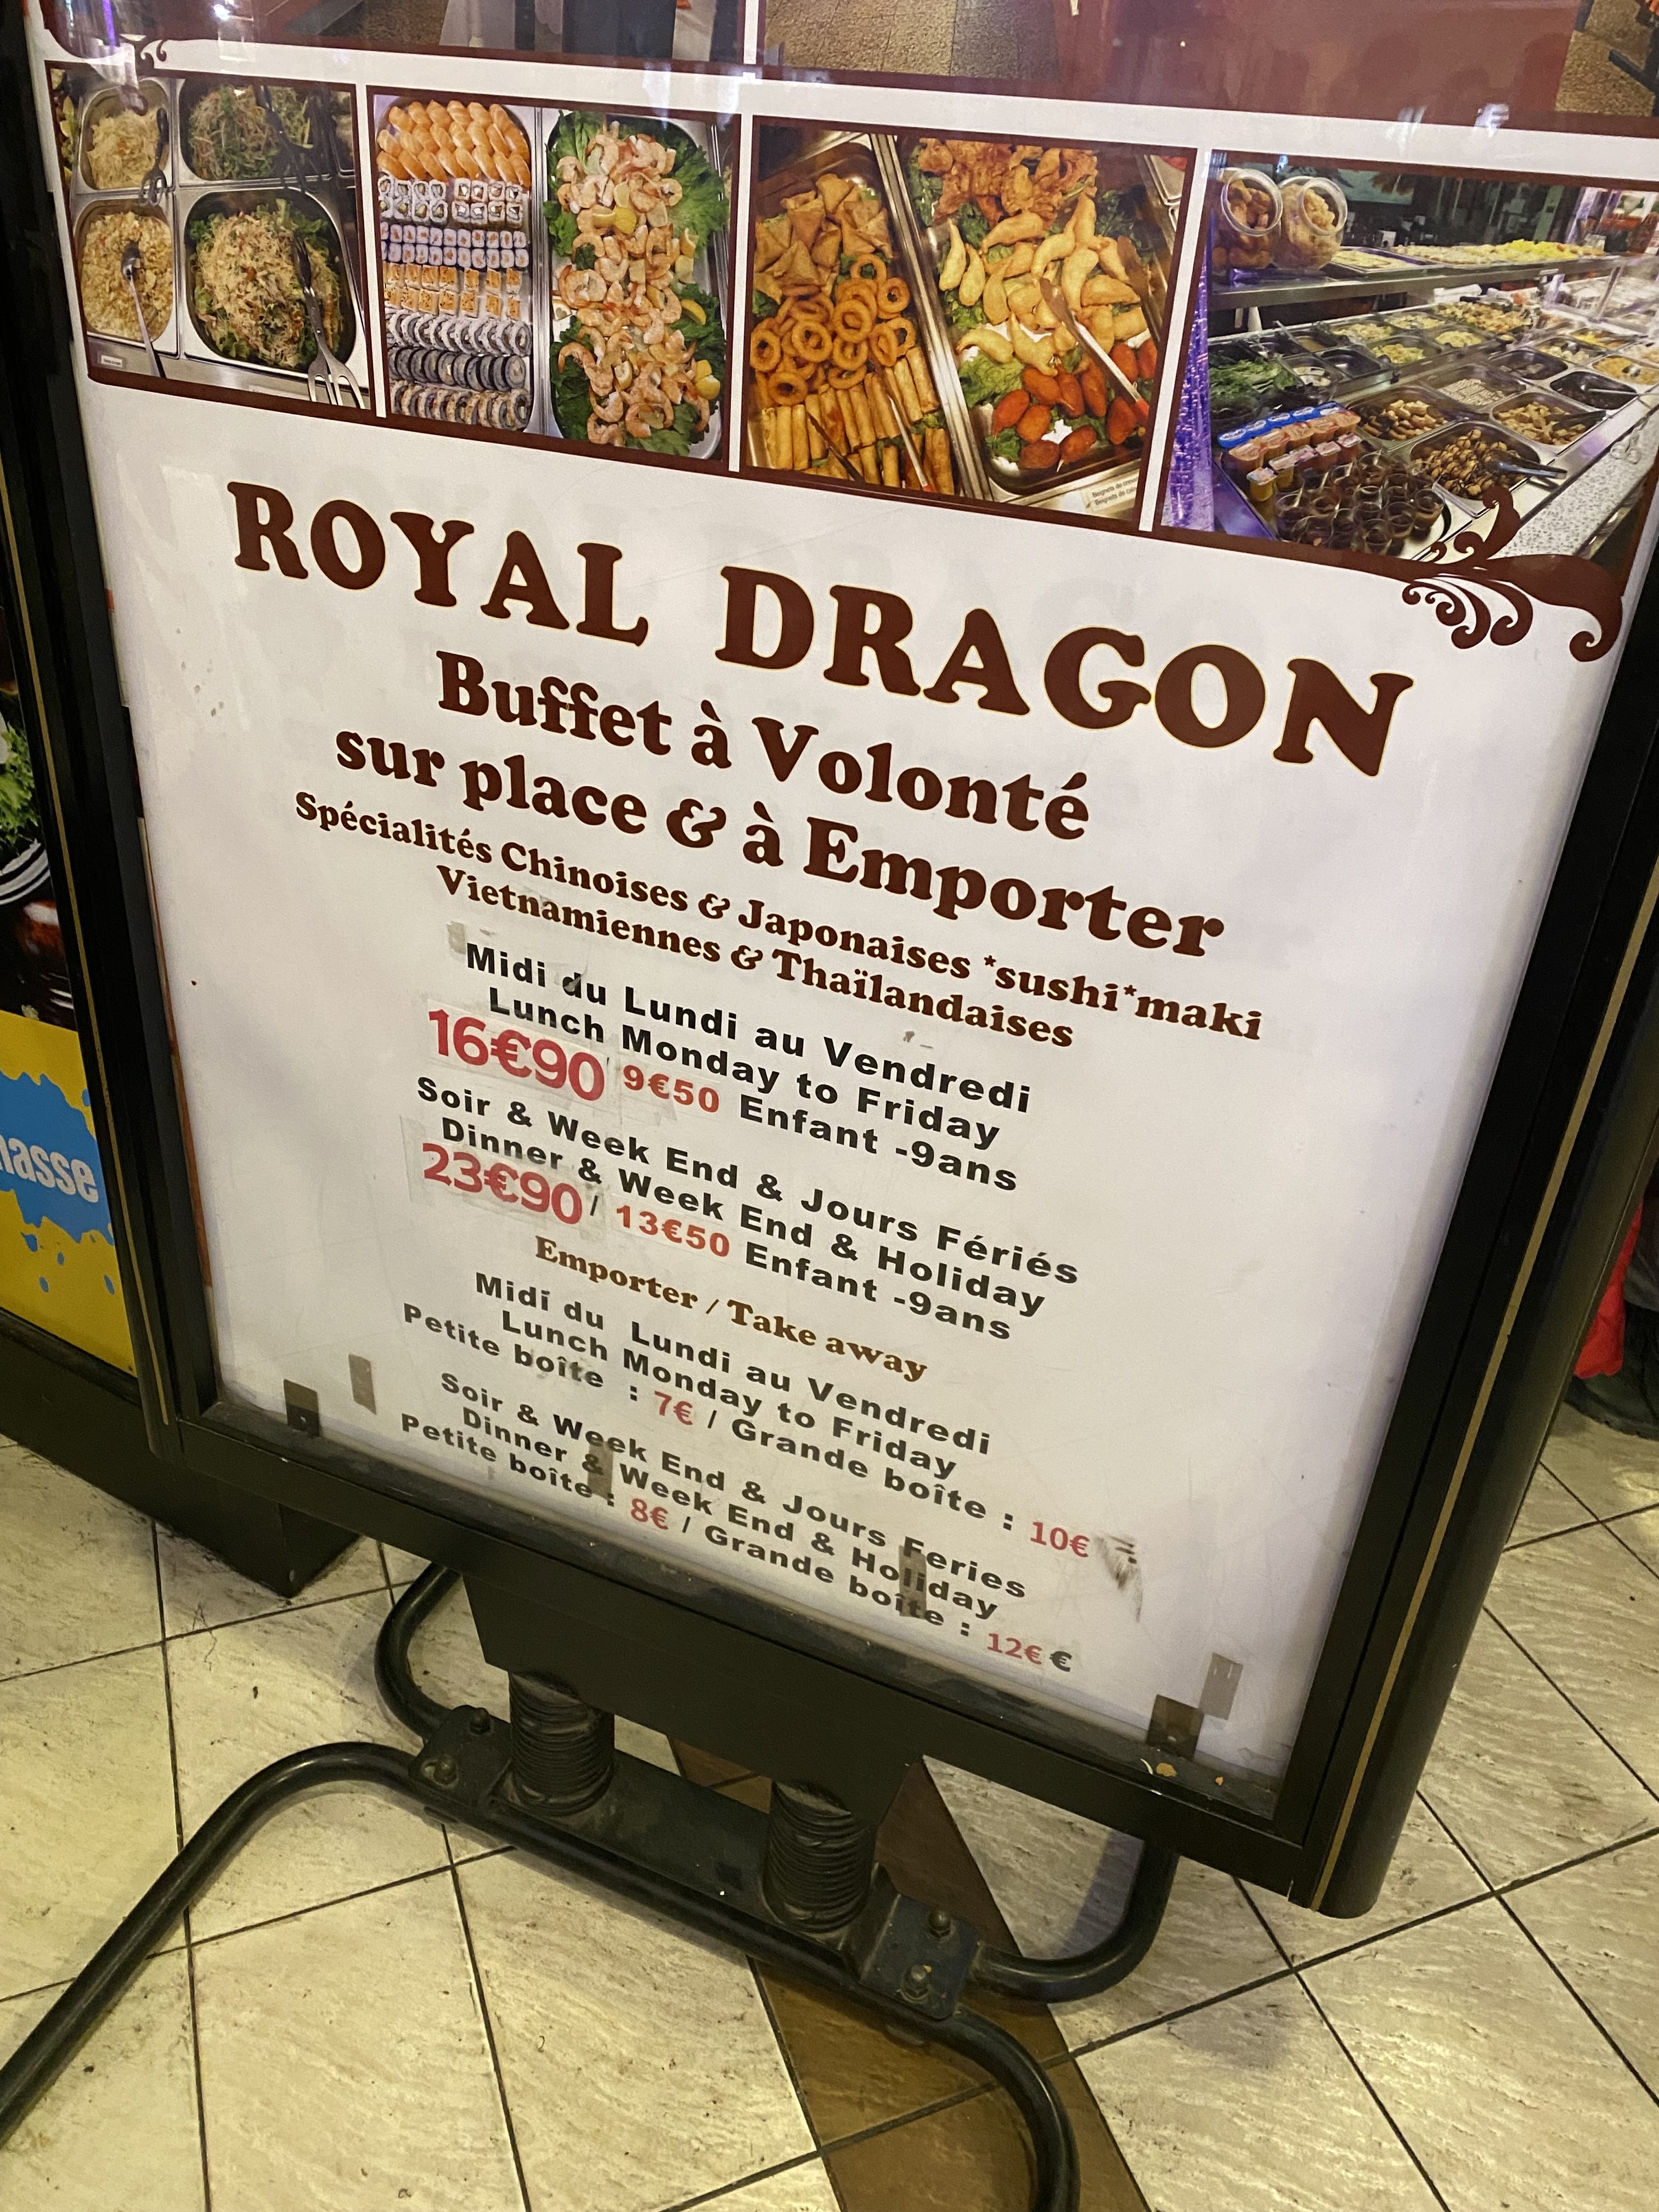 ROYAL DRAGON
Buffet à Volonté
sur place & à Emporter
Spécialités Chinoises & Japonaises *sushi*maki
Vietnamiennes & Thaïlandaises
Midi du Lundi au Vendredi
Lunch Monday to Friday
16€90/ 9€50 Enfant -9ans
Soir & Week End & Jours Fériés
Dinner & Week End & Holiday
23€90/ 13€50 Enfant -9ans
Emporter / Take away
Midi du Lundi au Vendredi
Lunch Monday to Friday
Petite boîte : 7€ / Grande boîte : 10€
Soir & Week End & Jours Feries
Dinner & Week End & Holiday
Petite boîte : 8€ / Grande boîte : 12€ €